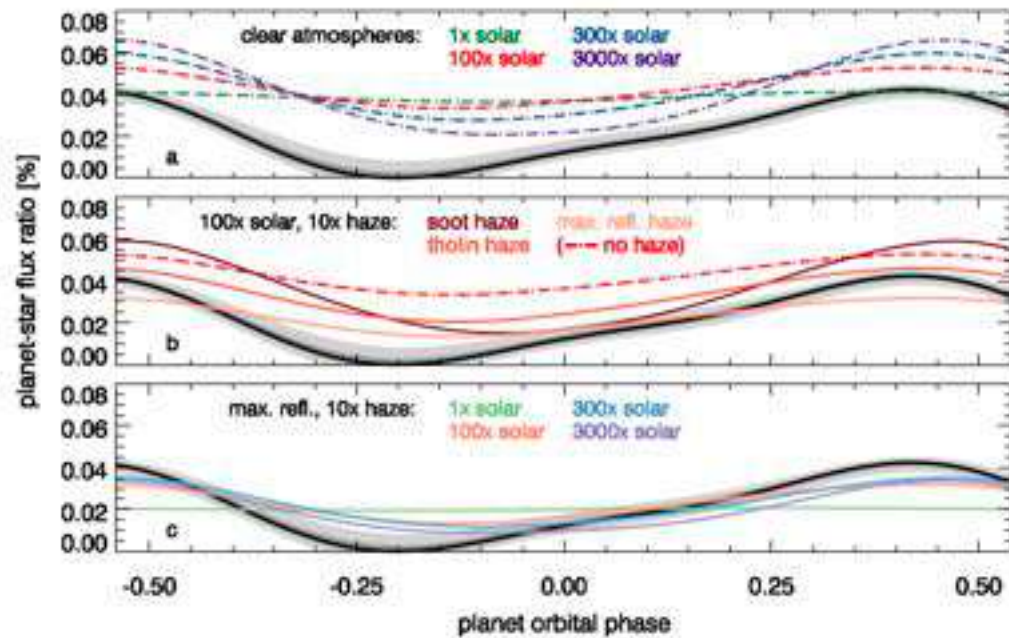 planet-star flux ratio [%]
0.08
0.06
0.04
0.02
0.00
clear atmospheres: 1x solar 300x solar
100x solar 3000x solar
a
0.08
0.06
0.04
0.02
0.00
100x solar, 10x haze: soot haze max. refl. haze
tholin haze (no haze)
b
0.08
0.06
0.04
0.02
0.00
max. refl., 10x haze: 1x solar 300x solar
100x solar 3000x solar
c
-0.50 -0.25 0.00 0.25 0.50
planet orbital phase